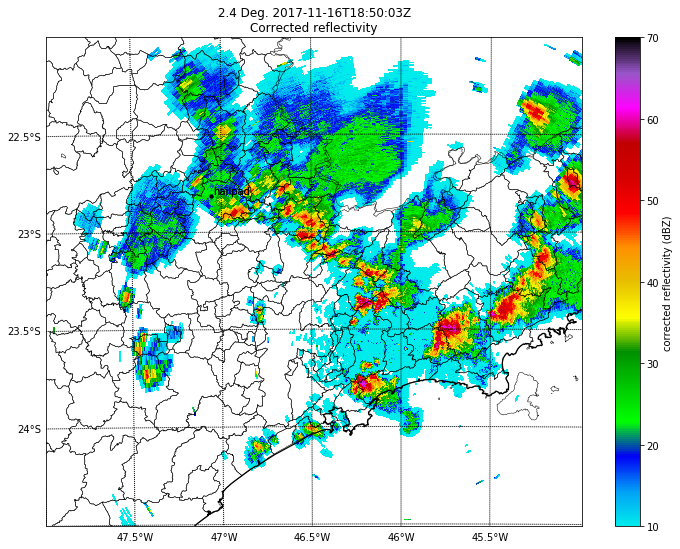 2.4 Deg. 2017-11-16T18:50:03Z
Corrected reflectivity
22.5°S
23°S
23.5°S
24°S
47.5°W
47°W
46.5°W
46°W
45.5°W
70
60
50
40
30
20
10
corrected reflectivity (dBZ)